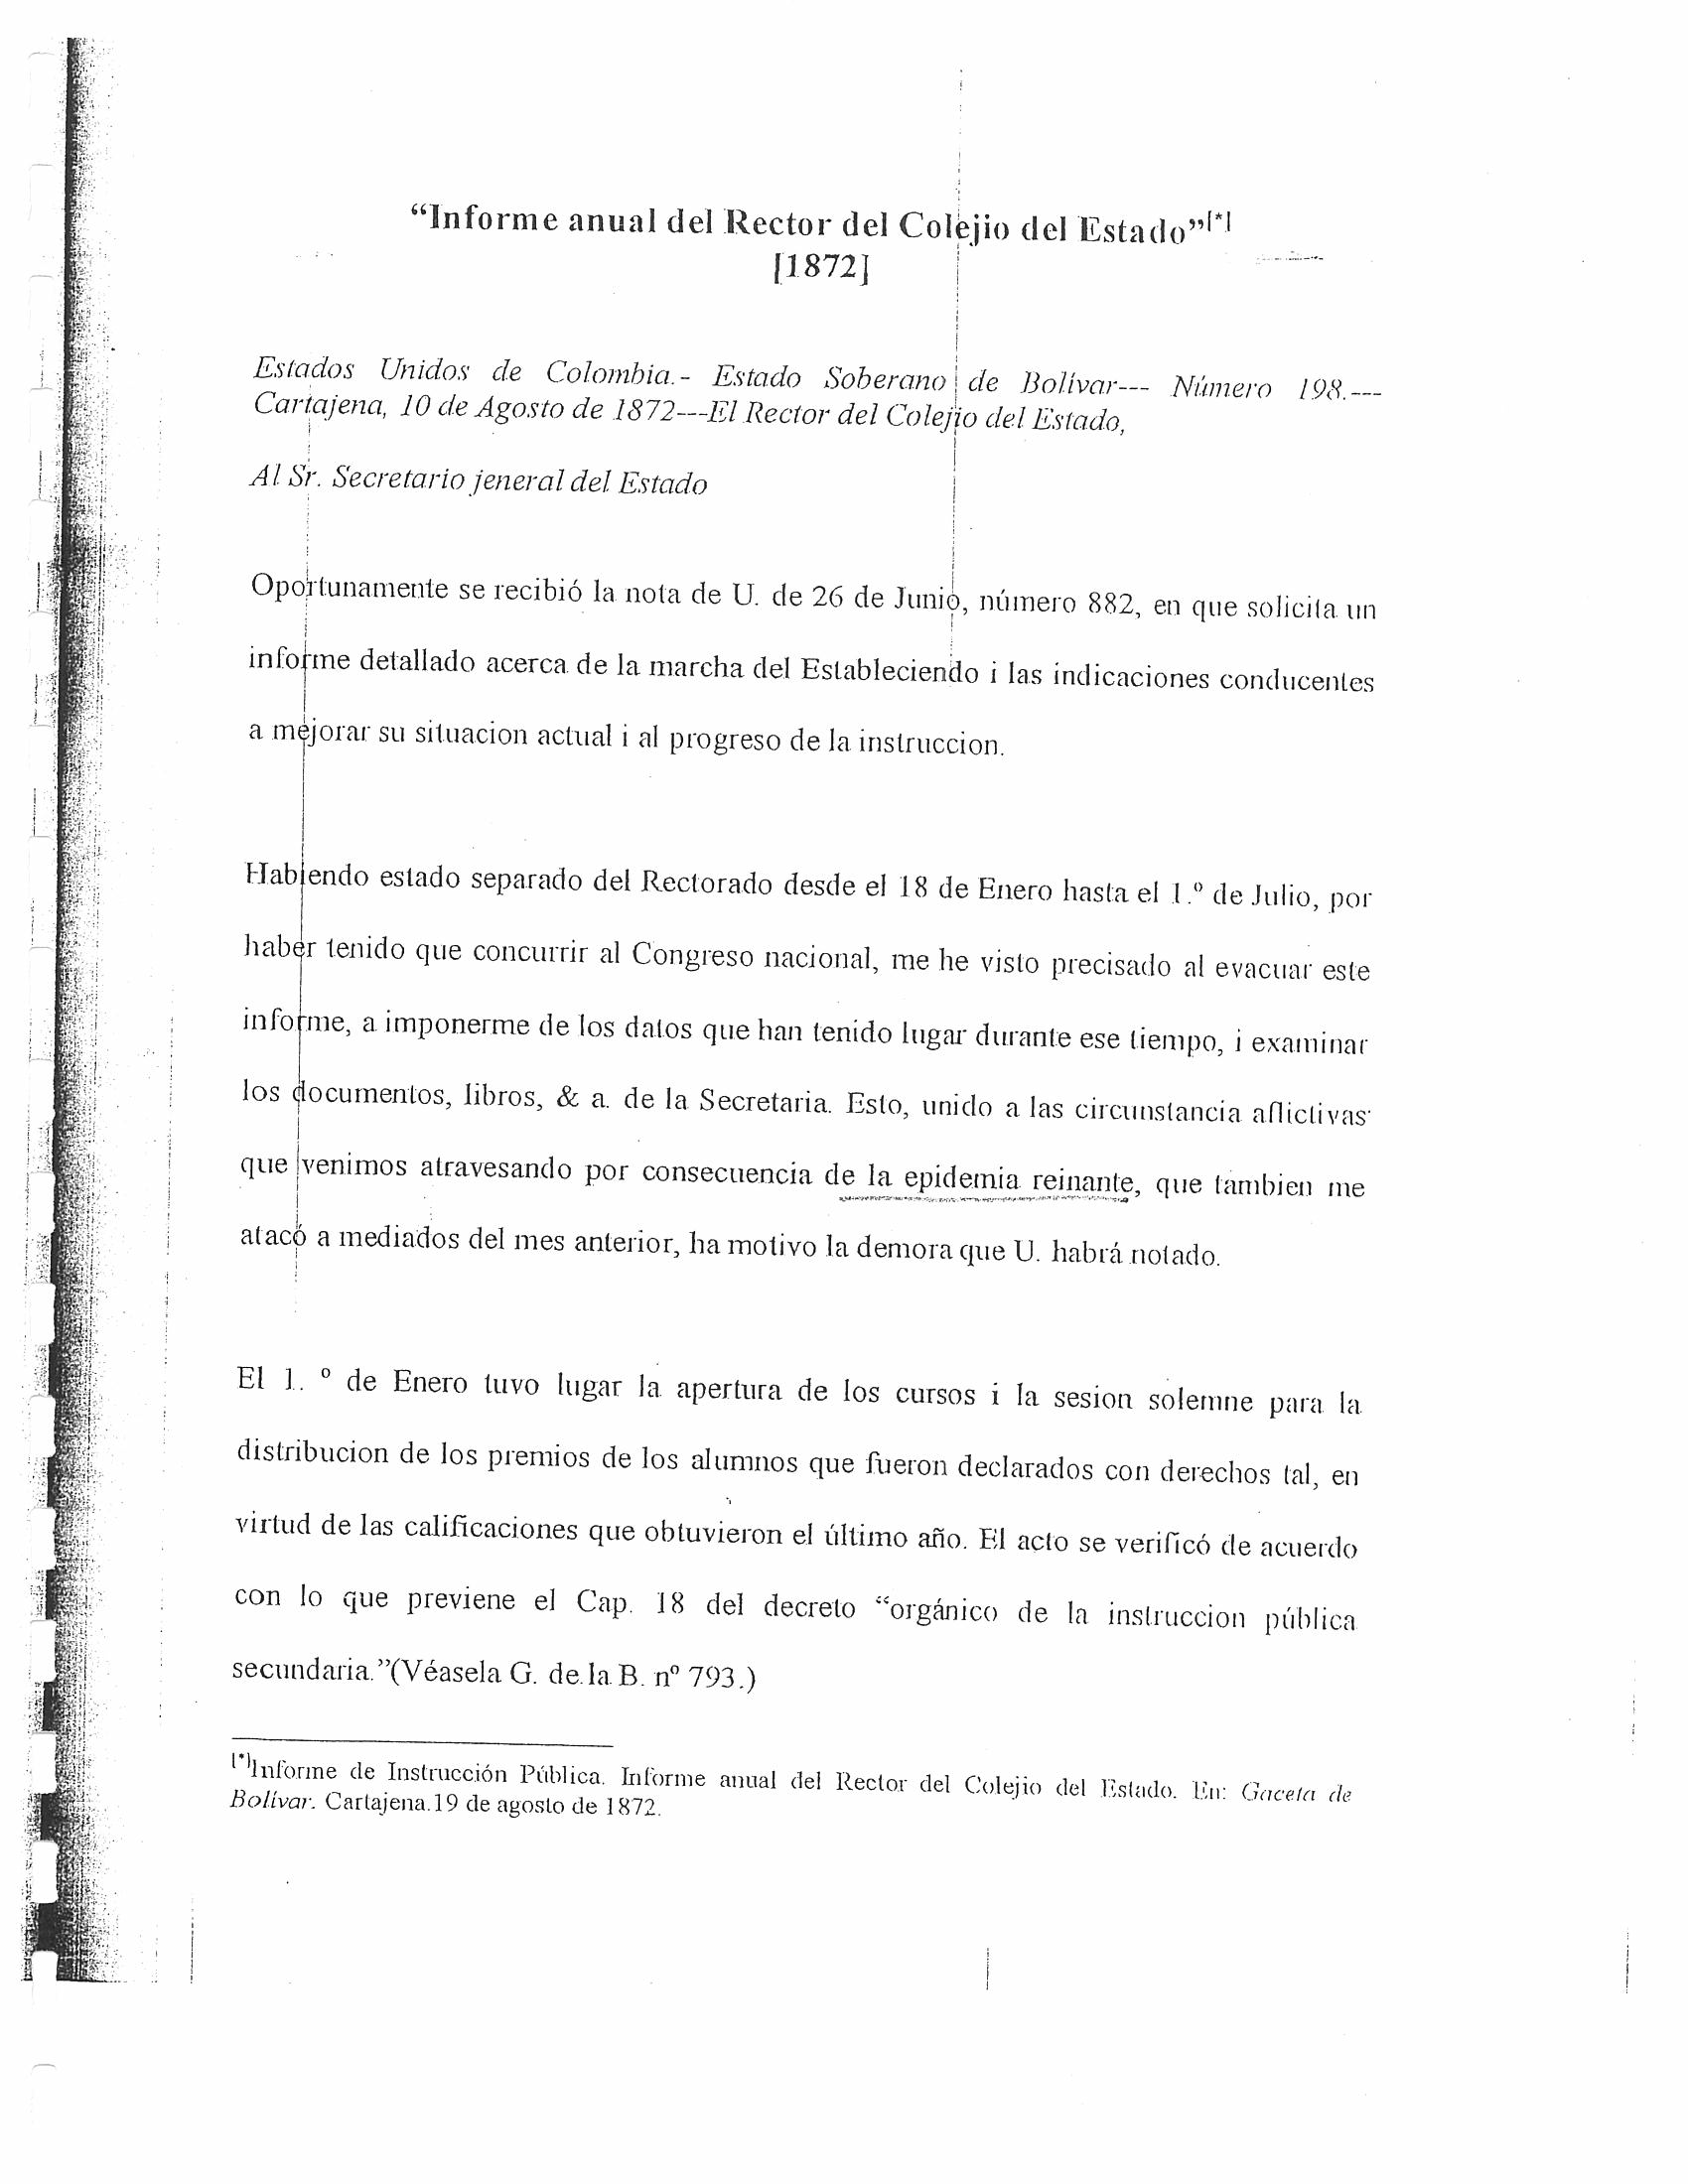 “Informe anual del Rector del Colejio del Estado”[*]
[1872]
Estados Unidos de Colombia.- Estado Soberano de Bolívar--- Número 198.---
Cartajena, 10 de Agosto de 1872---El Rector del Colejio del Estado,
Al Sr. Secretario jeneral del Estado
Oportunamente se recibió la nota de U. de 26 de Junio, número 882, en que solicita un
informe detallado acerca de la marcha del Estableciendo i las indicaciones conducentes
a mejorar su situacion actual i al progreso de la instruccion.
Habiendo estado separado del Rectorado desde el 18 de Enero hasta el 1.º de Julio, por
haber tenido que concurrir al Congreso nacional, me he visto precisado al evacuar este
informe, a imponerme de los datos que han tenido lugar durante ese tiempo, i examinar
los documentos, libros, & a. de la Secretaria. Esto, unido a las circunstancia aflictivas
que venimos atravesando por consecuencia de la epidemia reinante, que tambien me
atacó a mediados del mes anterior, ha motivo la demora que U. habrá notado.
El 1. º de Enero tuvo lugar la apertura de los cursos i la sesion solemne para la
distribucion de los premios de los alumnos que fueron declarados con derechos tal, en
virtud de las calificaciones que obtuvieron el último año. El acto se verificó de acuerdo
con lo que previene el Cap. 18 del decreto “orgánico de la instruccion pública
secundaria.”(Véasela G. de la B. nº 793.)
[*]Informe de Instrucción Pública. Informe anual del Rector del Colejio del Estado. En: Gaceta de
Bolívar. Cartajena.19 de agosto de 1872.